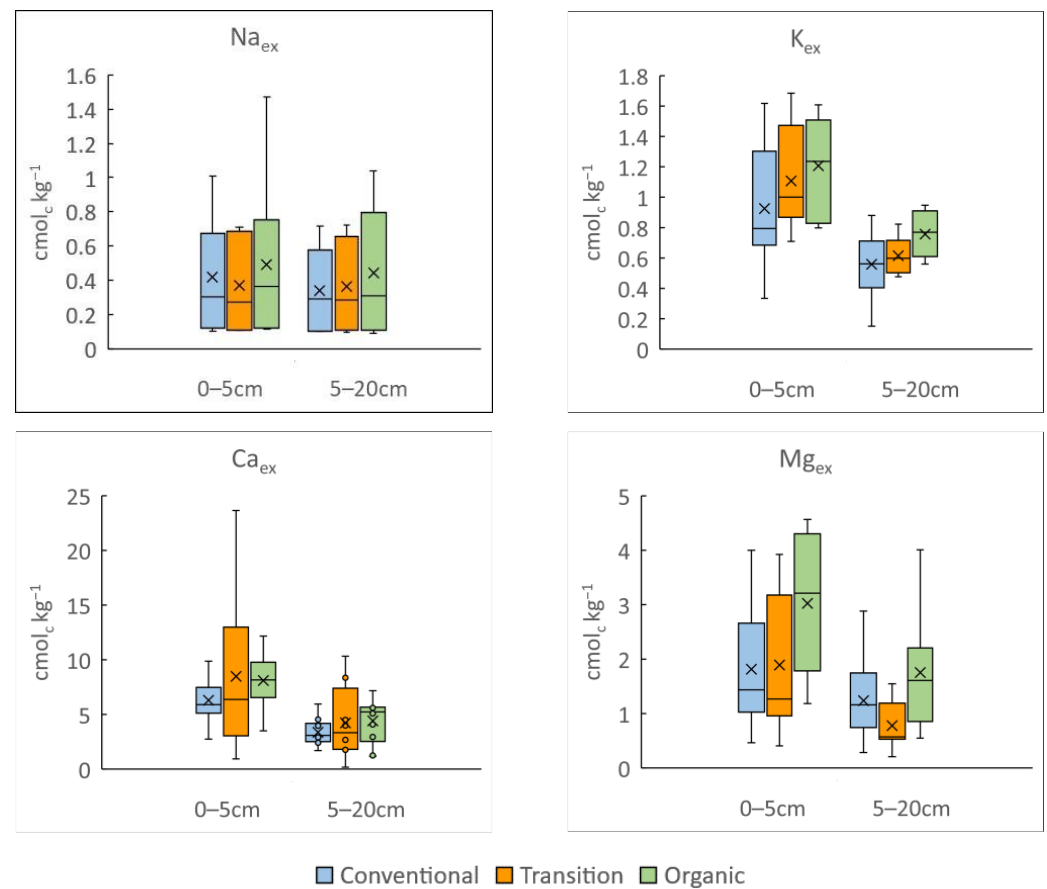 Naₑₓ
cmol꜀ kg⁻¹
1.6
1.4
1.2
1
0.8
0.6
0.4
0.2
0
0–5cm 5–20cm
Kₑₓ
cmol꜀ kg⁻¹
1.8
1.6
1.4
1.2
1
0.8
0.6
0.4
0.2
0
0–5cm 5–20cm
Caₑₓ
cmol꜀ kg⁻¹
25
20
15
10
5
0
0–5cm 5–20cm
Mgₑₓ
cmol꜀ kg⁻¹
5
4
3
2
1
0
0–5cm 5–20cm
Conventional Transition Organic